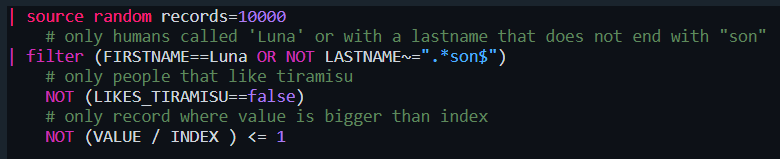 | source random records=10000
# only humans called 'Luna' or with a lastname that does not end with "son"
| filter (FIRSTNAME==Luna OR NOT LASTNAME~=".*son$")
# only people that like tiramisu
NOT (LIKES_TIRAMISU==false)
# only record where value is bigger than index
NOT (VALUE / INDEX ) <= 1